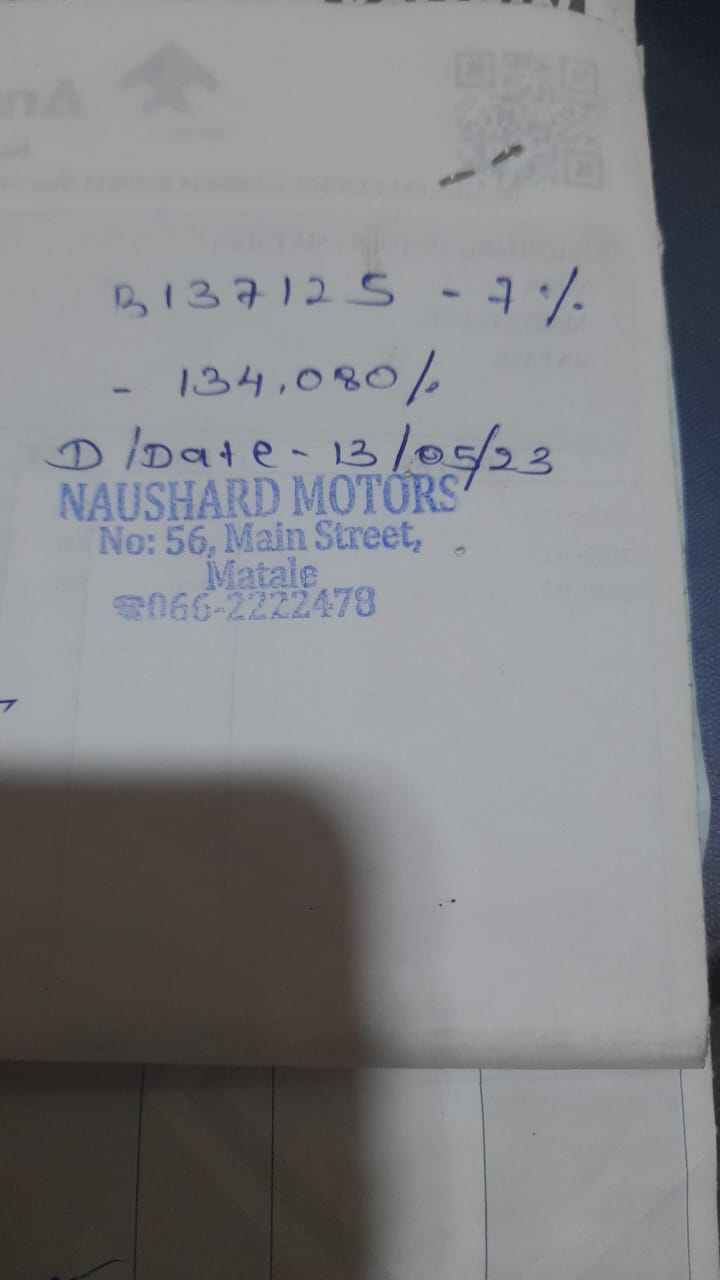 B137125 - 7%
- 134,080/.
D/Date - 13/05/23
NAUSHARD MOTORS
No: 56, Main Street,
Matale
☎066-2222478